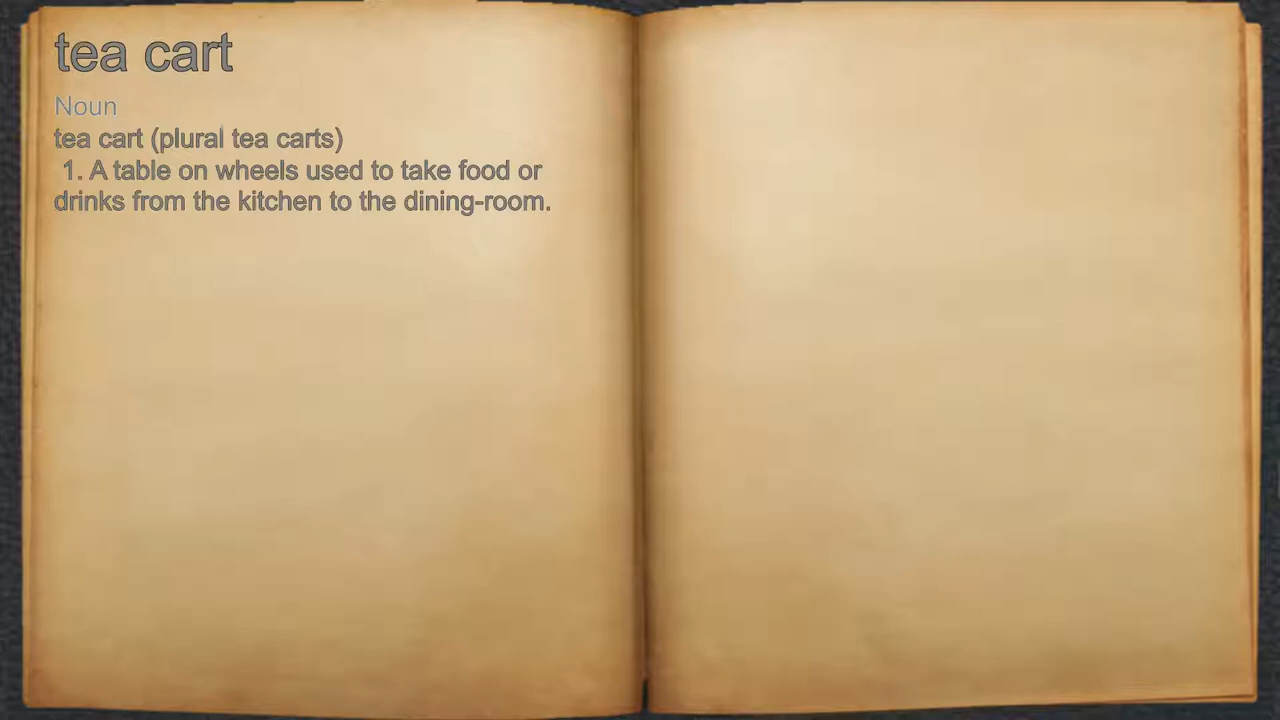 tea cart
Noun
tea cart (plural tea carts)
1. A table on wheels used to take food or
drinks from the kitchen to the dining-room.